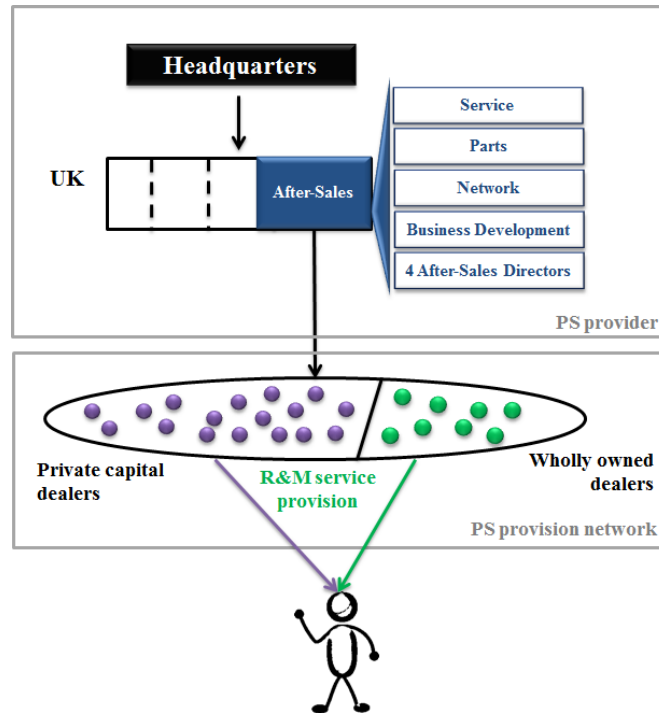 Headquarters
Service
Parts
UK
After-Sales
Network
Business Development
4 After-Sales Directors
PS provider
Private capital
dealers
R&M service
provision
Wholly owned
dealers
PS provision network